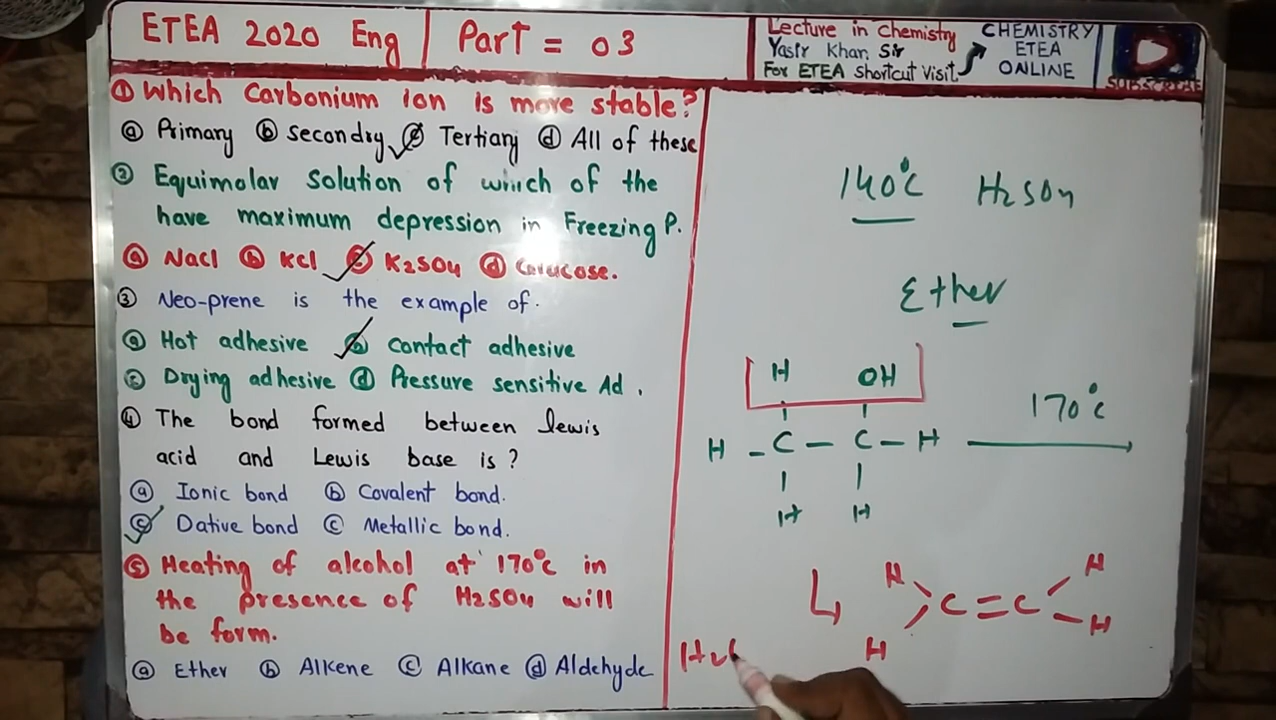 ETEA 2020 Eng
Part = 03
Lecture in Chemistry
Yasir Khan Sir
For ETEA Shortcut Visit
CHEMISTRY
ETEA
ONLINE
SUBSCRIBE
① Which Carbonium ion is more stable?
ⓐ Primary ⓑ secondry ⓒ Tertiary ⓓ All of these
② Equimolar Solution of which of the
have maximum depression in Freezing P.
ⓐ Nacl ⓑ Kcl ⓒ K2SO4 ⓓ
③ Neo-prene is the example of.
ⓐ Hot adhesive ⓑ contact adhesive
ⓒ Drying adhesive ⓓ Pressure sensitive Ad.
④ The bond formed between lewis
acid and Lewis base is?
ⓐ Ionic bond ⓑ Covalent bond.
ⓒ Dative bond ⓒ Metallic bond.
⑤ Heating of alcohol at 170°c in
the presence of H2SO4 will
be form.
ⓐ Ether ⓑ Alkene ⓒ Alkane ⓓ Aldehyde
140°C H2SO4
Ether
H OH
H - C - C - H
170°C
H H
H H
C = C
H H
H2